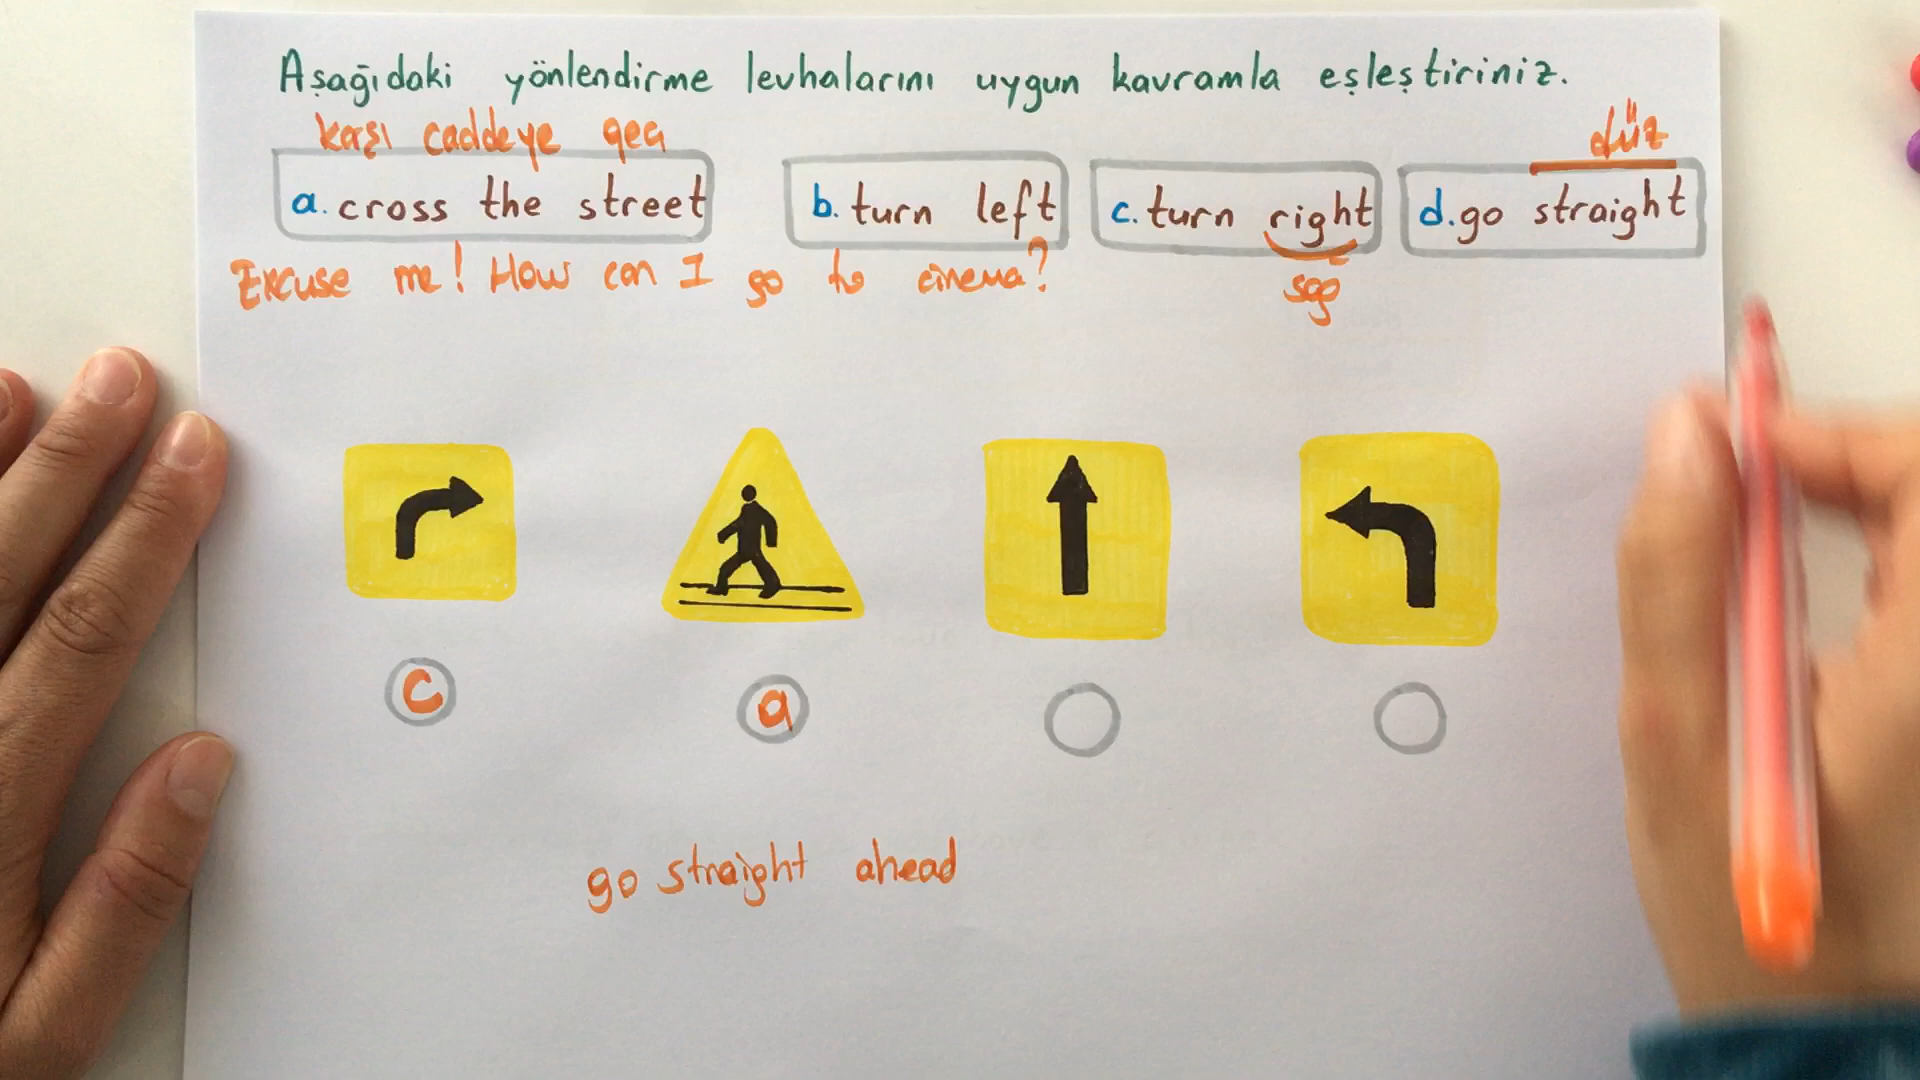 Aşağıdaki yönlendirme levhalarını uygun kavramla eşleştiriniz.
karşı caddeye geç
düz
a. cross the street
b. turn left
c. turn right
d. go straight
Excuse me! How can I go to cinema?
sağ
c
a
go straight ahead